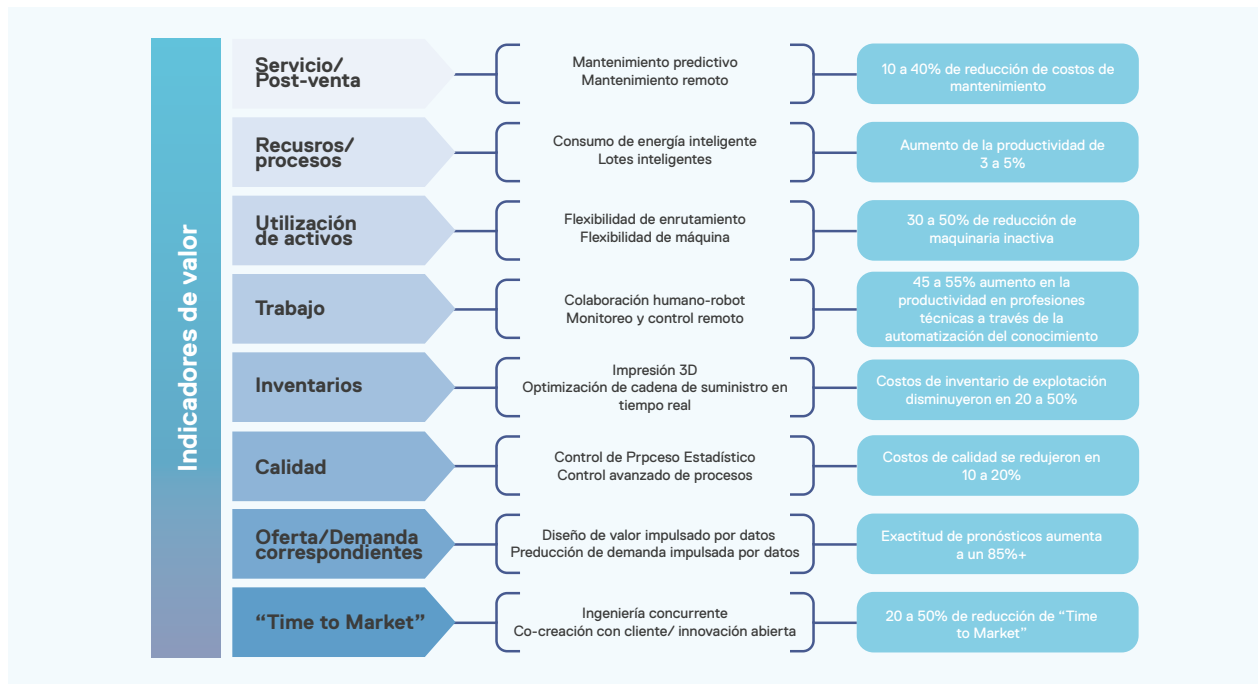 Indicadores de valor
Servicio/
Post-venta
Mantenimiento predictivo
Mantenimiento remoto
10 a 40% de reducción de costos de
mantenimiento
Recusros/
procesos
Consumo de energía inteligente
Lotes inteligentes
Aumento de la productividad de
3 a 5%
Utilización
de activos
Flexibilidad de enrutamiento
Flexibilidad de máquina
30 a 50% de reducción de
maquinaria inactiva
Trabajo
Colaboración humano-robot
Monitoreo y control remoto
45 a 55% aumento en la
productividad en profesiones
técnicas a través de la
automatización del conocimiento
Inventarios
Impresión 3D
Optimización de cadena de suministro en
tiempo real
Costos de inventario de explotación
disminuyeron en 20 a 50%
Calidad
Control de Prpceso Estadístico
Control avanzado de procesos
Costos de calidad se redujeron en
10 a 20%
Oferta/Demanda
correspondientes
Diseño de valor impulsado por datos
Preducción de demanda impulsada por datos
Exactitud de pronósticos aumenta
a un 85%+
“Time to Market”
Ingeniería concurrente
Co-creación con cliente/ innovación abierta
20 a 50% de reducción de “Time
to Market”